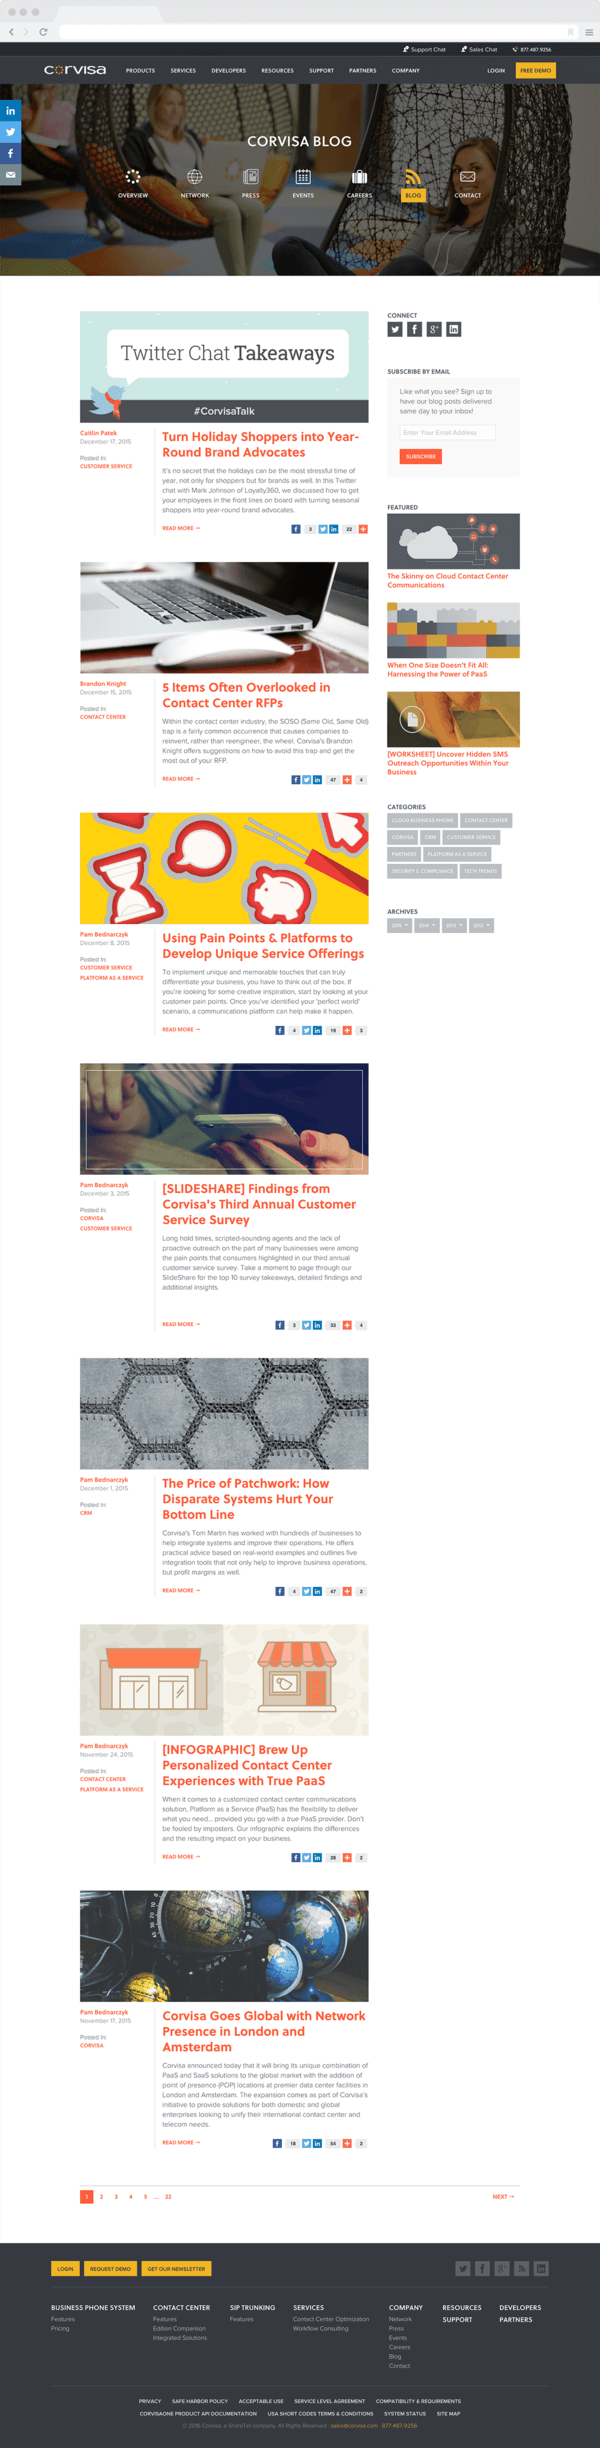 Support Chat
Sales Chat
877.487.9256
corvisa
PRODUCTS
SERVICES
DEVELOPERS
RESOURCES
SUPPORT
PARTNERS
COMPANY
LOGIN
FREE DEMO
CORVISA BLOG
OVERVIEW
NETWORK
PRESS
EVENTS
CAREERS
BLOG
CONTACT
Twitter Chat Takeaways
#CorvisaTalk
Caitlin Patek
December 17, 2015
Posted In:
CUSTOMER SERVICE
Turn Holiday Shoppers into Year-
Round Brand Advocates
It's no secret that the holidays can be the most stressful time of
year, not only for shoppers but for brands as well. In this Twitter
chat with Mark Johnson of Loyalty360, we discussed how to get
your employees in the front lines on board with turning seasonal
shoppers into year-round brand advocates.
READ MORE →
3
22
Brandon Knight
December 15, 2015
Posted In:
CONTACT CENTER
5 Items Often Overlooked in
Contact Center RFPs
Within the contact center industry, the SOSO (Same Old, Same Old)
trap is a fairly common occurrence that causes companies to
reinvent, rather than reengineer, the wheel. Corvisa's Brandon
Knight offers suggestions on how to avoid this trap and get the
most out of your RFP.
READ MORE →
47
4
Pam Bednarczyk
December 8, 2015
Posted In:
CUSTOMER SERVICE
PLATFORM AS A SERVICE
Using Pain Points & Platforms to
Develop Unique Service Offerings
To implement unique and memorable touches that can truly
differentiate your business, you have to think out of the box. If
you're looking for some creative inspiration, start by looking at your
customer pain points. Once you've identified your 'perfect world'
scenario, a communications platform can help make it happen.
READ MORE →
4
19
3
Pam Bednarczyk
December 3, 2015
Posted In:
CORVISA
CUSTOMER SERVICE
[SLIDESHARE] Findings from
Corvisa's Third Annual Customer
Service Survey
Long hold times, scripted-sounding agents and the lack of
proactive outreach on the part of many businesses were among
the pain points that consumers highlighted in our third annual
customer service survey. Take a moment to page through our
SlideShare for the top 10 survey takeaways, detailed findings and
additional insights.
READ MORE →
3
33
4
Pam Bednarczyk
December 1, 2015
Posted In:
CRM
The Price of Patchwork: How
Disparate Systems Hurt Your
Bottom Line
Corvisa's Tom Martin has worked with hundreds of businesses to
help integrate systems and improve their operations. He offers
practical advice based on real-world examples and outlines five
integration tools that not only help to improve business operations,
but profit margins as well.
READ MORE →
4
47
2
Pam Bednarczyk
November 24, 2015
Posted In:
CONTACT CENTER
PLATFORM AS A SERVICE
[INFOGRAPHIC] Brew Up
Personalized Contact Center
Experiences with True PaaS
When it comes to a customized contact center communications
solution, Platform as a Service (PaaS) has the flexibility to deliver
what you need... provided you go with a true PaaS provider. Don't
be fooled by imposters. Our infographic explains the differences
and the resulting impact on your business.
READ MORE →
28
2
Pam Bednarczyk
November 17, 2015
Posted In:
CORVISA
Corvisa Goes Global with Network
Presence in London and
Amsterdam
Corvisa announced today that it will bring its unique combination of
PaaS and SaaS solutions to the global market with the addition of
point of presence (POP) locations at premier data center facilities in
London and Amsterdam. The expansion comes as part of Corvisa's
initiative to provide solutions for both domestic and global
enterprises looking to unify their international contact center and
telecom needs.
READ MORE →
18
54
2
CONNECT
SUBSCRIBE BY EMAIL
Like what you see? Sign up to
have our blog posts delivered
same day to your inbox!
Enter Your Email Address
SUBSCRIBE
FEATURED
The Skinny on Cloud Contact Center
Communications
When One Size Doesn't Fit All:
Harnessing the Power of PaaS
[WORKSHEET] Uncover Hidden SMS
Outreach Opportunities Within Your
Business
CATEGORIES
CLOUD BUSINESS PHONE
CONTACT CENTER
CORVISA
CRM
CUSTOMER SERVICE
PARTNERS
PLATFORM AS A SERVICE
SECURITY & COMPLIANCE
TECH TRENDS
ARCHIVES
2015
2014
2013
2012
1 2 3 4 5 ... 22
NEXT →
LOGIN
REQUEST DEMO
GET OUR NEWSLETTER
BUSINESS PHONE SYSTEM
Features
Pricing
CONTACT CENTER
Features
Edition Comparison
Integrated Solutions
SIP TRUNKING
Features
SERVICES
Contact Center Optimization
Workflow Consulting
COMPANY
Network
Press
Events
Careers
Blog
Contact
RESOURCES
SUPPORT
DEVELOPERS
PARTNERS
PRIVACY
SAFE HARBOR POLICY
ACCEPTABLE USE
SERVICE LEVEL AGREEMENT
COMPATIBILITY & REQUIREMENTS
CORVISAONE PRODUCT API DOCUMENTATION
USA SHORT CODES TERMS & CONDITIONS
SYSTEM STATUS
SITE MAP
© 2016 Corvisa, a ShoreTel company, All Rights Reserved
sales@corvisa.com
877-487-9256